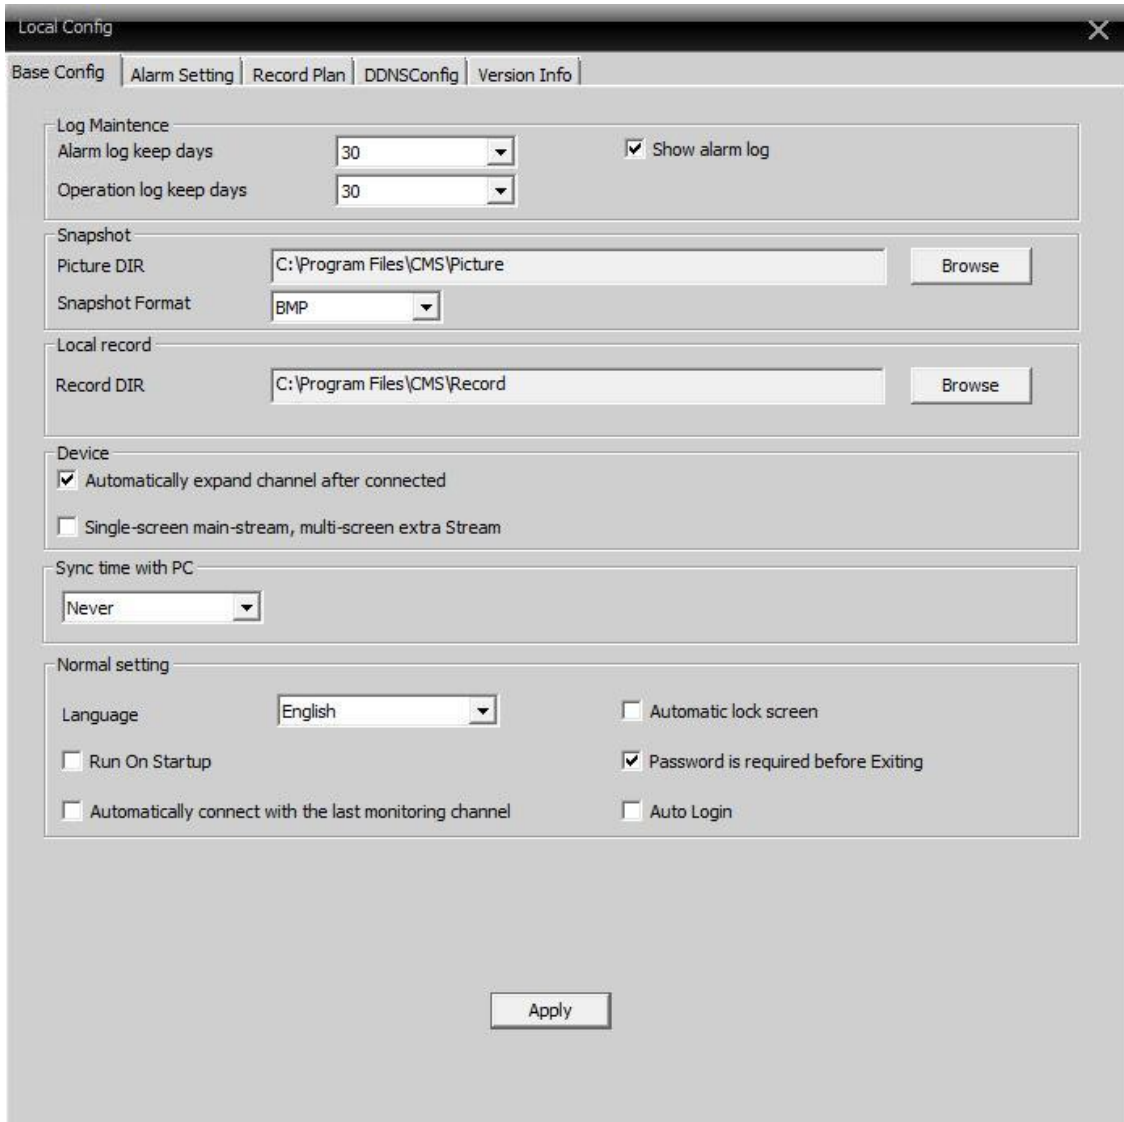 Local Config
Base Config Alarm Setting Record Plan DDNSConfig Version Info
Log Maintence
Alarm log keep days 30 Show alarm log
Operation log keep days 30
Snapshot
Picture DIR C:\Program Files\CMS\Picture Browse
Snapshot Format BMP
Local record
Record DIR C:\Program Files\CMS\Record Browse
Device
Automatically expand channel after connected
Single-screen main-stream, multi-screen extra Stream
Sync time with PC
Never
Normal setting
Language English Automatic lock screen
Run On Startup Password is required before Exiting
Automatically connect with the last monitoring channel Auto Login
Apply